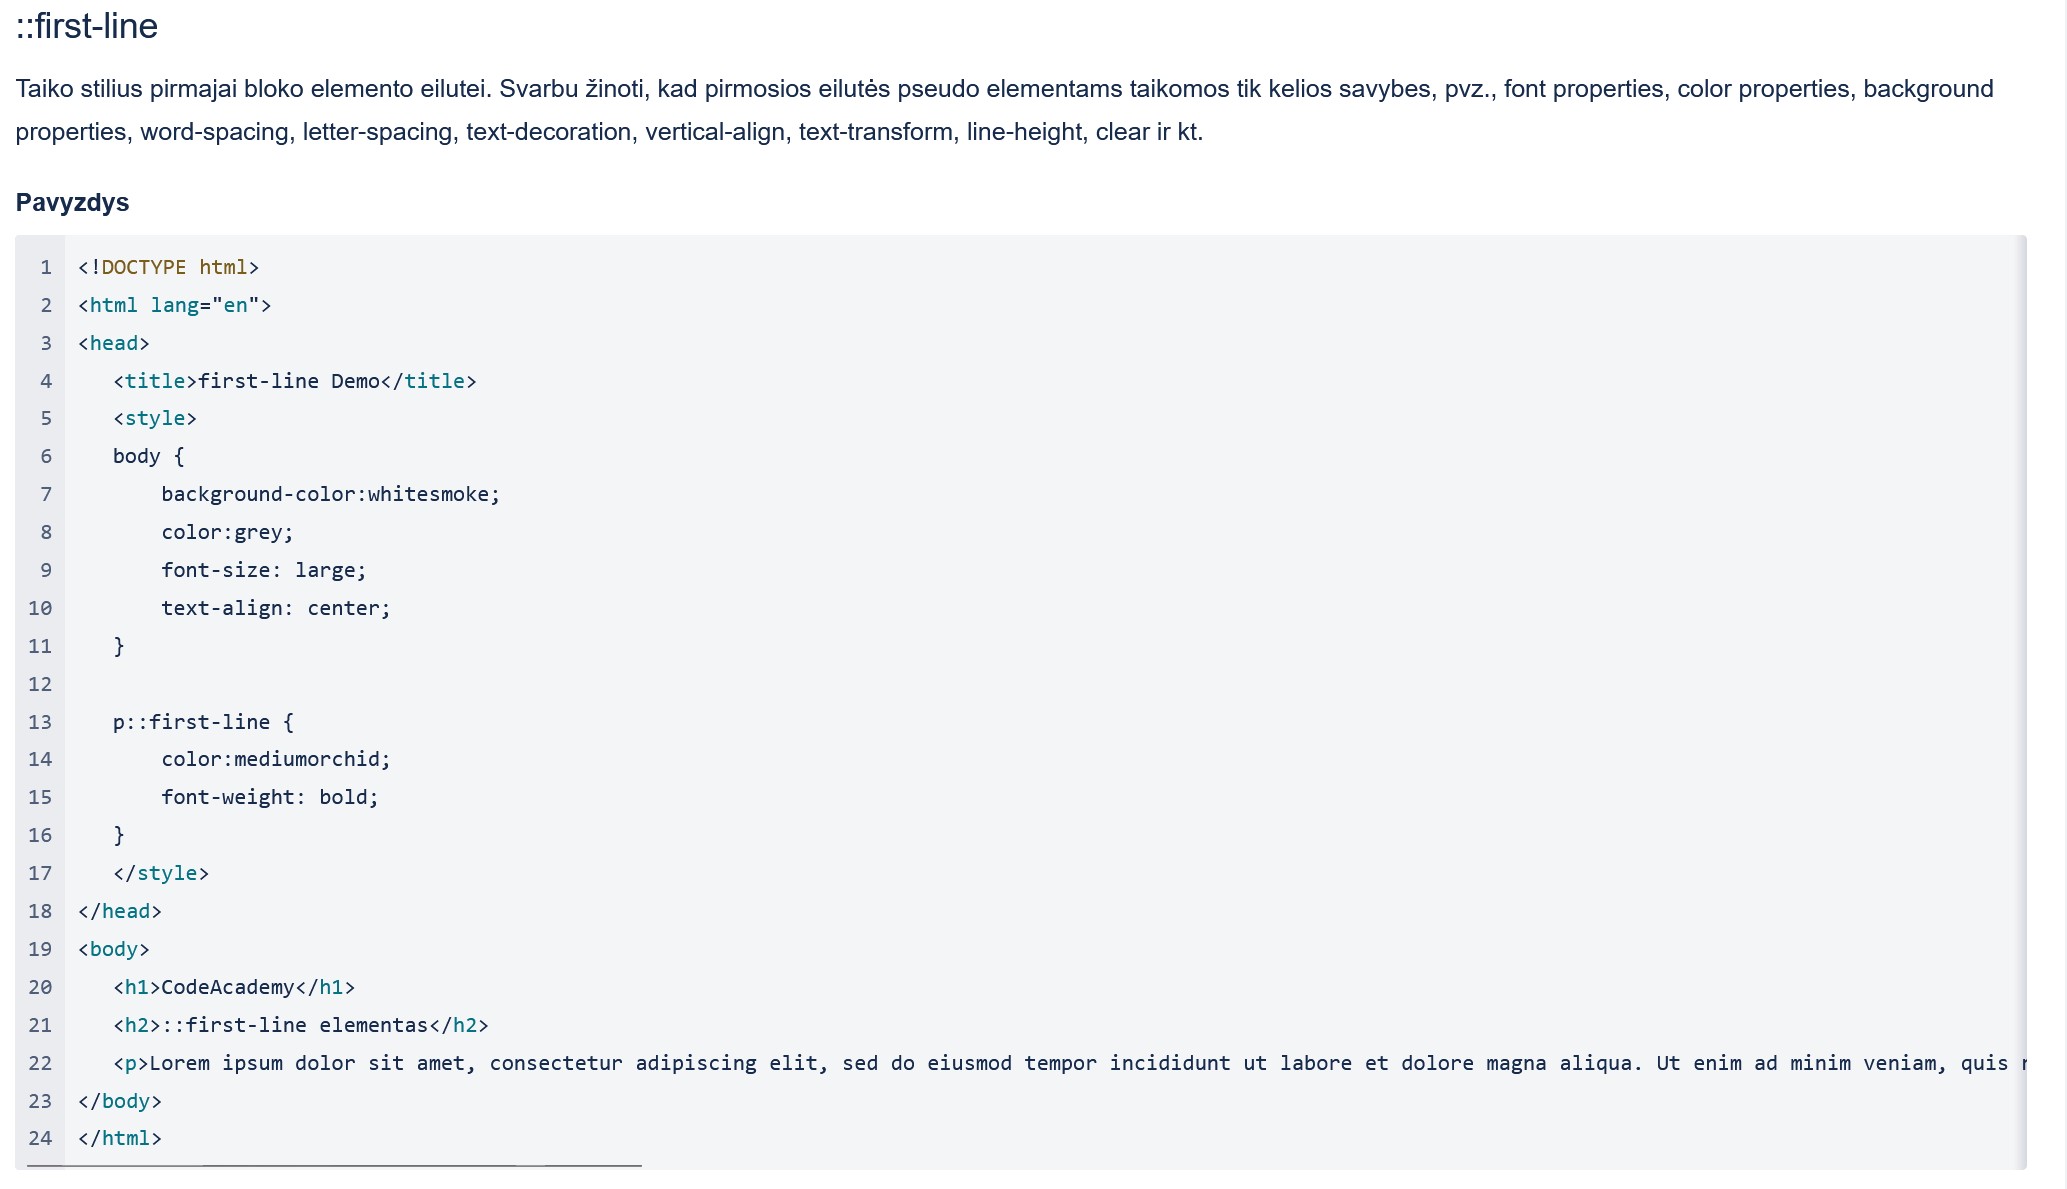 ::first-line
Taiko stilius pirmajai bloko elemento eilutei. Svarbu žinoti, kad pirmosios eilutės pseudo elementams taikomos tik kelios savybes, pvz., font properties, color properties, background
properties, word-spacing, letter-spacing, text-decoration, vertical-align, text-transform, line-height, clear ir kt.
Pavyzdys
1 <!DOCTYPE html>
2 <html lang="en">
3 <head>
4    <title>first-line Demo</title>
5    <style>
6    body {
7        background-color:whitesmoke;
8        color:grey;
9        font-size: large;
10        text-align: center;
11    }
12
13    p::first-line {
14        color:mediumorchid;
15        font-weight: bold;
16    }
17    </style>
18 </head>
19 <body>
20    <h1>CodeAcademy</h1>
21    <h2>::first-line elementas</h2>
22    <p>Lorem ipsum dolor sit amet, consectetur adipiscing elit, sed do eiusmod tempor incididunt ut labore et dolore magna aliqua. Ut enim ad minim veniam, quis
23 </body>
24 </html>